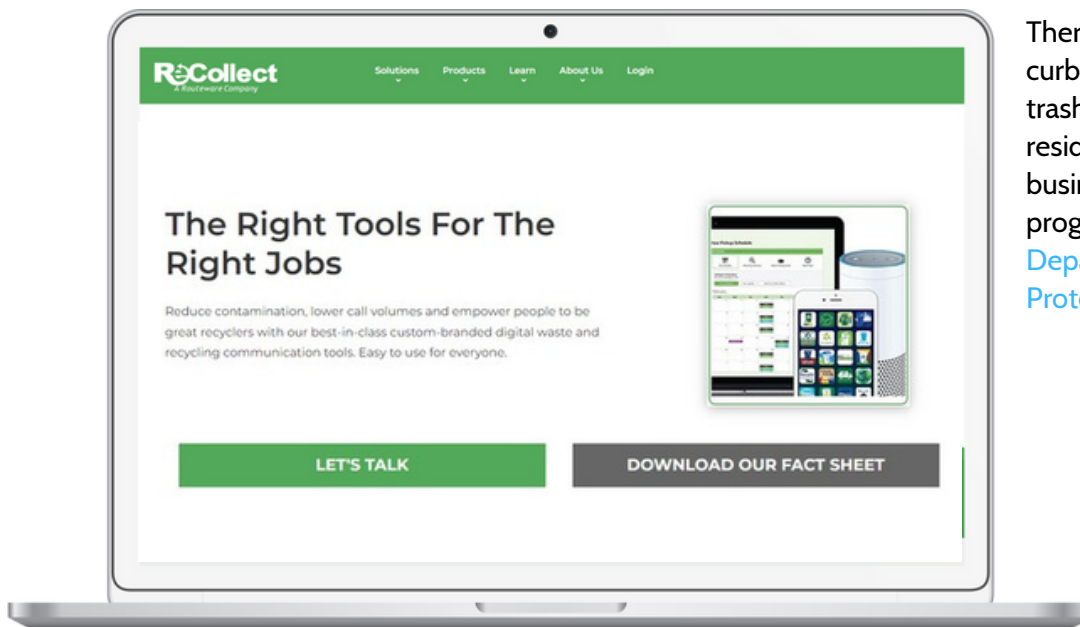 ReCollect
A Routeware Company
Solutions
Products
Learn
About Us
Login
The Right Tools For The
Right Jobs
Reduce contamination, lower call volumes and empower people to be
great recyclers with our best-in-class custom-branded digital waste and
recycling communication tools. Easy to use for everyone.
Pickup Schedule
LET'S TALK
DOWNLOAD OUR FACT SHEET
Ther
curb
trash
resid
busin
prog
Depa
Prot